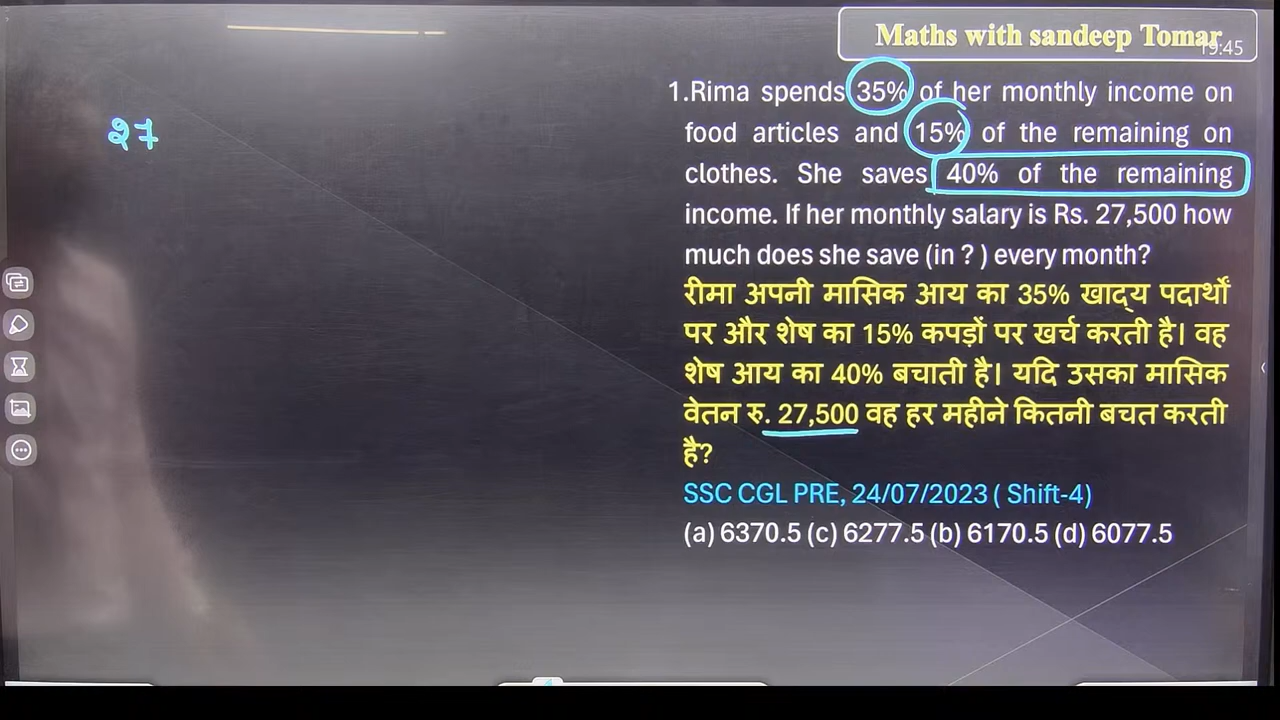 Maths with sandeep Tomar
19:45
27
1.Rima spends 35% of her monthly income on
food articles and 15% of the remaining on
clothes. She saves 40% of the remaining
income. If her monthly salary is Rs. 27,500 how
much does she save (in ? ) every month?
रीमा अपनी मासिक आय का 35% खाद्य पदार्थों
पर और शेष का 15% कपड़ों पर खर्च करती है। वह
शेष आय का 40% बचाती है। यदि उसका मासिक
वेतन रु. 27,500 वह हर महीने कितनी बचत करती
है?
SSC CGL PRE, 24/07/2023 ( Shift-4)
(a) 6370.5 (c) 6277.5 (b) 6170.5 (d) 6077.5